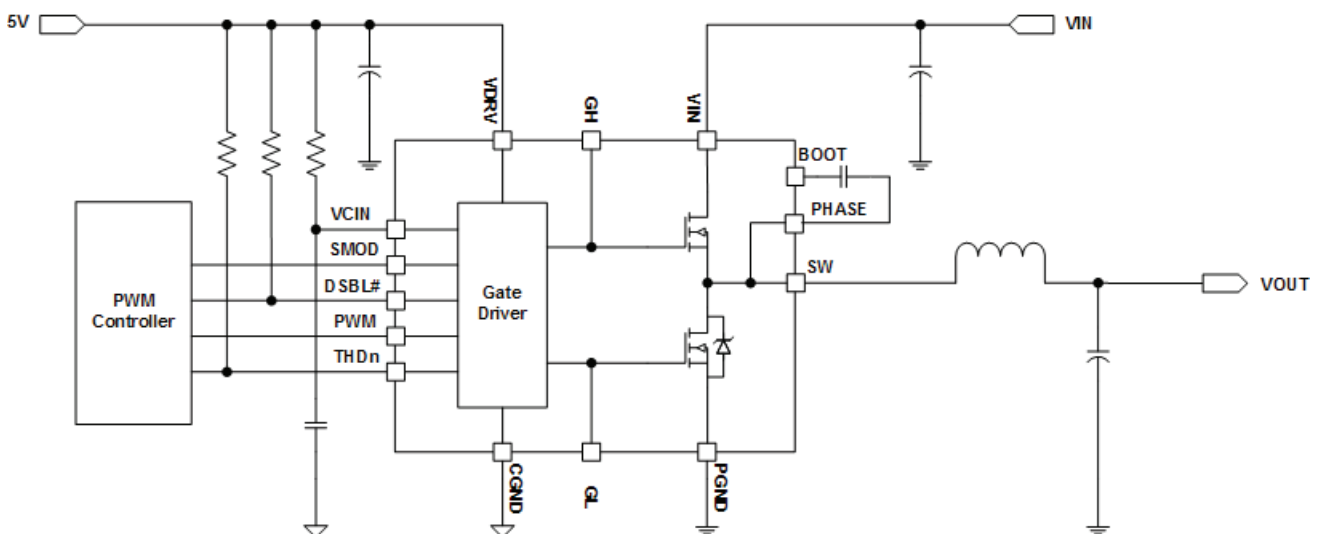 5V
VIN
VDRV
GH
VIN
BOOT
PHASE
VCIN
SMOD
SW
DSBL#
PWM
THDn
PWM
Controller
Gate
Driver
VOUT
CGND
GL
PGND